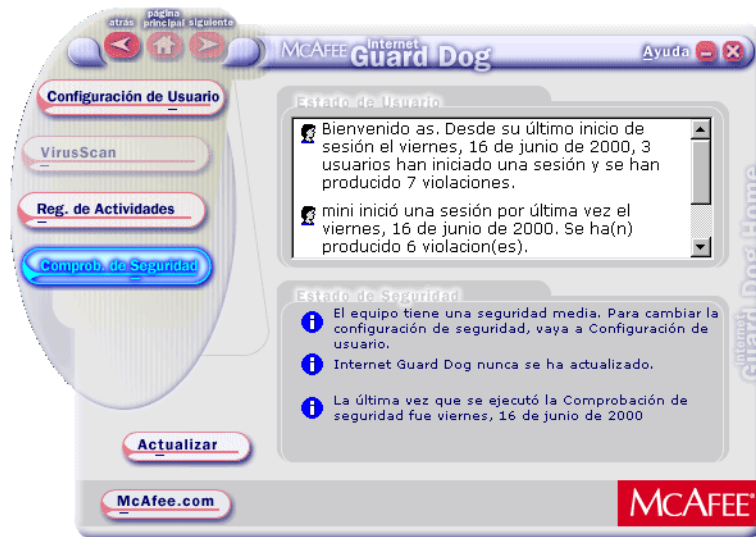 atrás página principal siguiente
McAFEE Internet Guard Dog
Ayuda
Configuración de Usuario
VirusScan
Reg. de Actividades
Comprob. de Seguridad
Estado de Usuario
Bienvenido as. Desde su último inicio de
sesión el viernes, 16 de junio de 2000, 3
usuarios han iniciado una sesión y se han
producido 7 violaciones.
mini inició una sesión por última vez el
viernes, 16 de junio de 2000. Se ha(n)
producido 6 violacion(es).
Estado de Seguridad
El equipo tiene una seguridad media. Para cambiar la
configuración de seguridad, vaya a Configuración de
usuario.
Internet Guard Dog nunca se ha actualizado.
La última vez que se ejecutó la Comprobación de
seguridad fue viernes, 16 de junio de 2000
internet
Guard Dog Home
Actualizar
McAfee.com
McAFEE